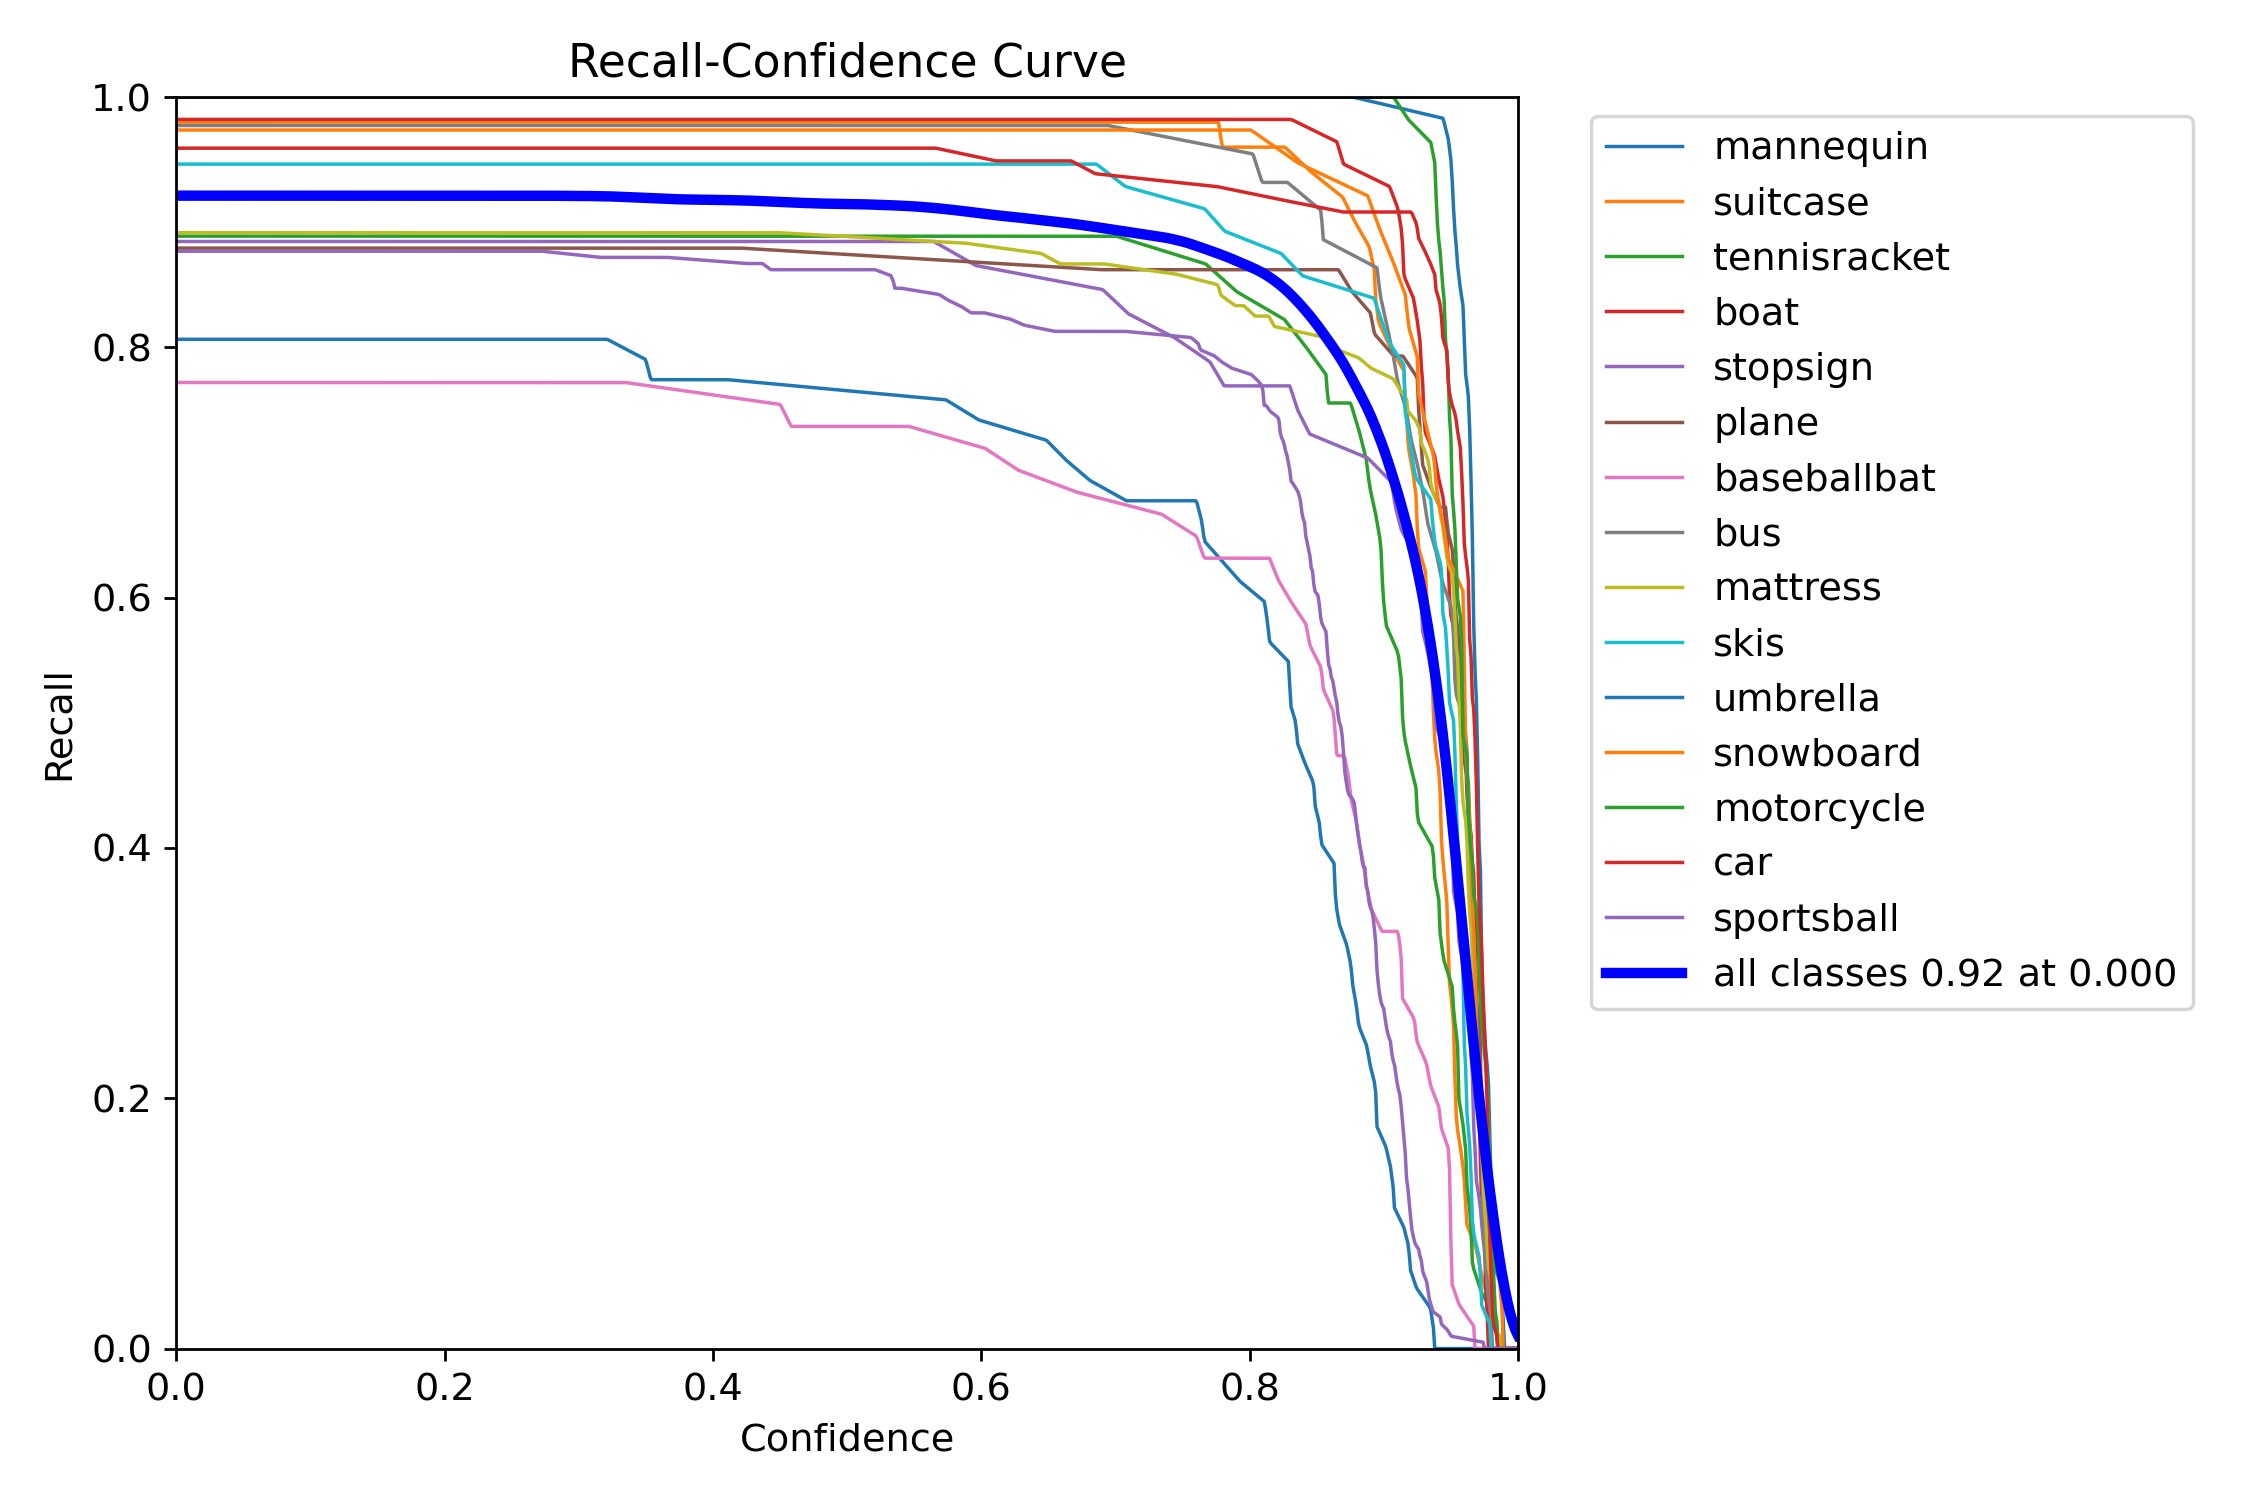 Recall-Confidence Curve
1.0
0.8
0.6
0.4
0.2
0.0
Recall
0.0 0.2 0.4 0.6 0.8 1.0
Confidence
mannequin
suitcase
tennisracket
boat
stopsign
plane
baseballbat
bus
mattress
skis
umbrella
snowboard
motorcycle
car
sportsball
all classes 0.92 at 0.000